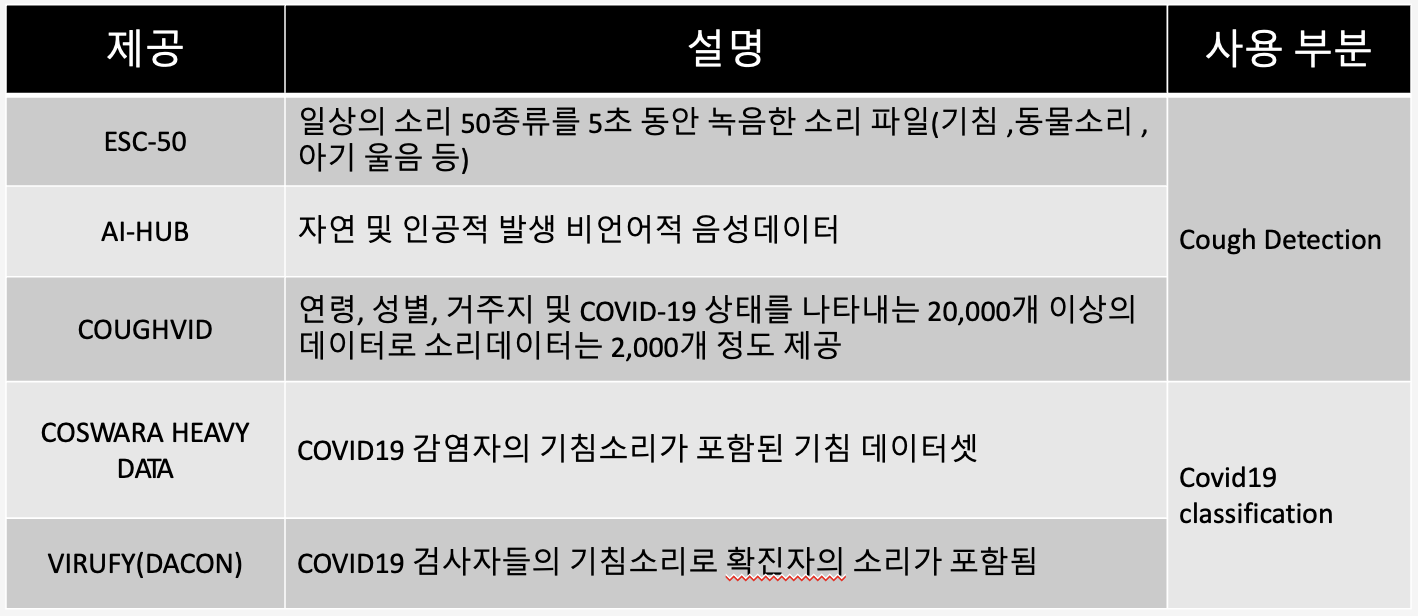 제공
설명
사용 부분
ESC-50
일상의 소리 50종류를 5초 동안 녹음한 소리 파일(기침 ,동물소리 ,
아기 울음 등)
Cough Detection
AI-HUB
자연 및 인공적 발생 비언어적 음성데이터
COUGHVID
연령, 성별, 거주지 및 COVID-19 상태를 나타내는 20,000개 이상의
데이터로 소리데이터는 2,000개 정도 제공
COSWARA HEAVY
DATA
COVID19 감염자의 기침소리가 포함된 기침 데이터셋
Covid19
classification
VIRUFY(DACON)
COVID19 검사자들의 기침소리로 확진자의 소리가 포함됨